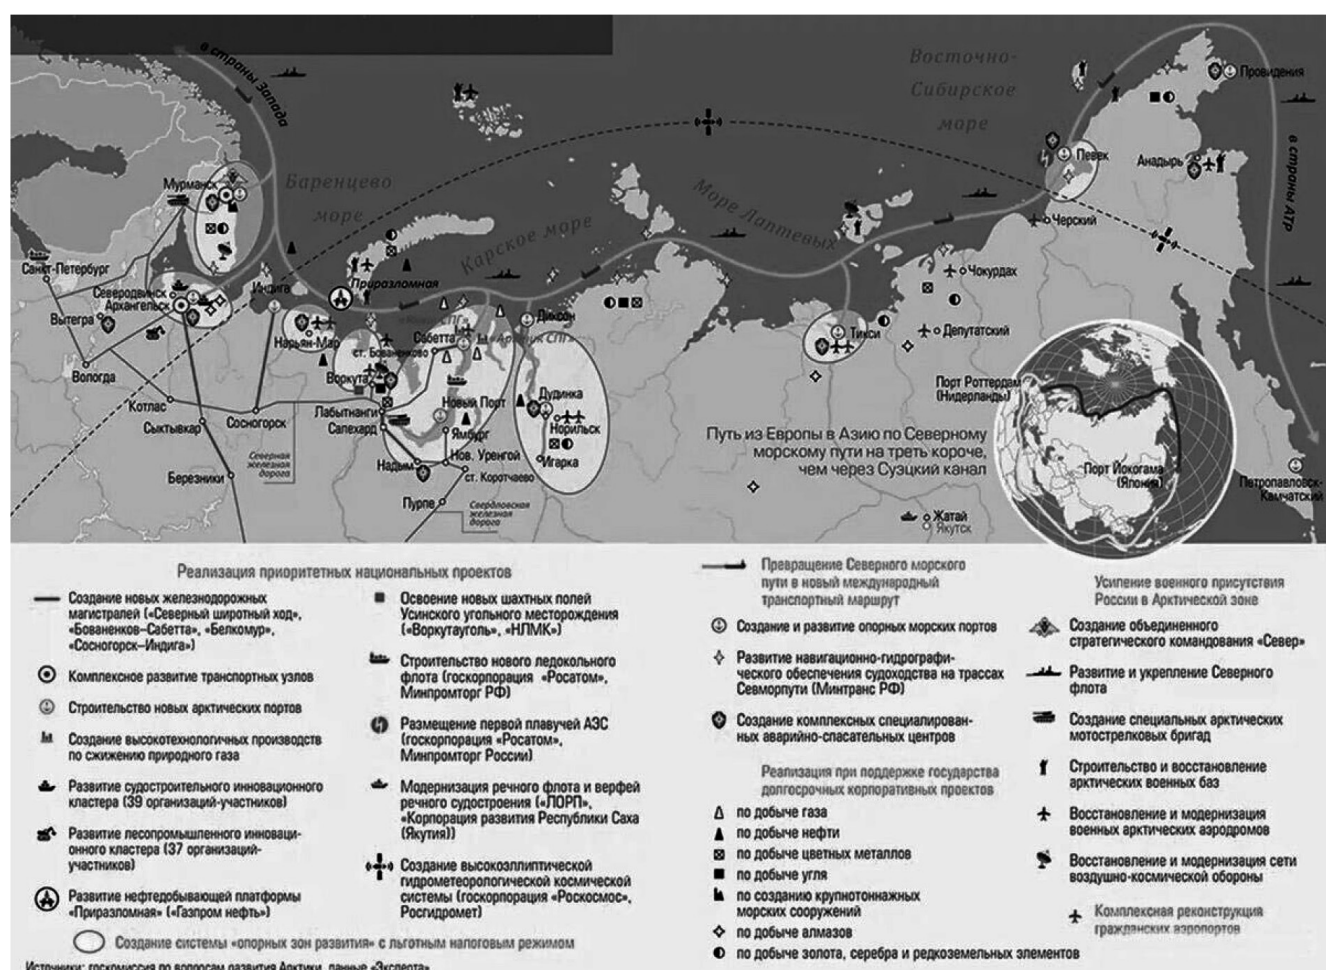 в страны Запада
Восточно-
Сибирское
море
Провидения
в страны АТР
Певек
Анадырь
Мурманск
Баренцево
море
Море Лаптевых
Карское море
Черский
Санкт-Петербург
Северодвинск
Архангельск
Индига
Приразломная
Чокурдах
Вытегра
Нарьян-Мар
Сабетта
«Арктик СПГ»
Диксон
Тикси
Депутатский
ст. Бованенково
Воркута
Вологда
Порт Роттердам
(Нидерланды)
Дудинка
Котлас
Сыктывкар
Сосногорск
Лабытнанги
Салехард
Новый Порт
Ямбург
Норильск
Путь из Европы в Азию по Северному
морскому пути на треть короче,
чем через Суэцкий канал
Северная
железная
дорога
Надым
Нов. Уренгой
Игарка
ст. Коротчаево
Порт Йокогама
(Япония)
Березники
Пурпе
Свердловская
железная
дорога
Петропавловск-
Камчатский
Жатай
Якутск
Реализация приоритетных национальных проектов
Создание новых железнодорожных
магистралей («Северный широтный ход»,
«Бованенков–Сабетта», «Белкомур»,
«Сосногорск–Индига»)
Комплексное развитие транспортных узлов
Строительство новых арктических портов
Создание высокотехнологичных производств
по сжижению природного газа
Развитие судостроительного инновационного
кластера (39 организаций-участников)
Развитие лесопромышленного инноваци-
онного кластера (37 организаций-
участников)
Развитие нефтедобывающей платформы
«Приразломная» («Газпром нефть»)
Освоение новых шахтных полей
Усинского угольного месторождения
(«Воркутауголь», «НЛМК»)
Строительство нового ледокольного
флота (госкорпорация «Росатом»,
Минпромторг РФ)
Размещение первой плавучей АЭС
(госкорпорация «Росатом»,
Минпромторг России)
Модернизация речного флота и верфей
речного судостроения («ЛОРП»,
«Корпорация развития Республики Саха
(Якутия))
Создание высокоэллиптической
гидрометеорологической космической
системы (госкорпорация «Роскосмос»,
Росгидромет)
Создание системы «опорных зон развития» с льготным налоговым режимом
Источники: госкомиссия по вопросам развития Арктики, данные «Эксперта»
Превращение Северного морского
пути в новый международный
транспортный маршрут
Создание и развитие опорных морских портов
Развитие навигационно-гидрографи-
ческого обеспечения судоходства на трассах
Севморпути (Минтранс РФ)
Создание комплексных специалирован-
ных аварийно-спасательных центров
Реализация при поддержке государства
долгосрочных корпоративных проектов
по добыче газа
по добыче нефти
по добыче цветных металлов
по добыче угля
по созданию крупнотоннажных
морских сооружений
по добыче алмазов
по добыче золота, серебра и редкоземельных элементов
Усиление военного присутствия
России в Арктической зоне
Создание объединенного
стратегического командования «Север»
Развитие и укрепление Северного
флота
Создание специальных арктических
мотострелковых бригад
Строительство и восстановление
арктических военных баз
Восстановление и модернизация
военных арктических аэродромов
Восстановление и модернизация сети
воздушно-космической обороны
Комплексная реконструкция
гражданских аэропортов